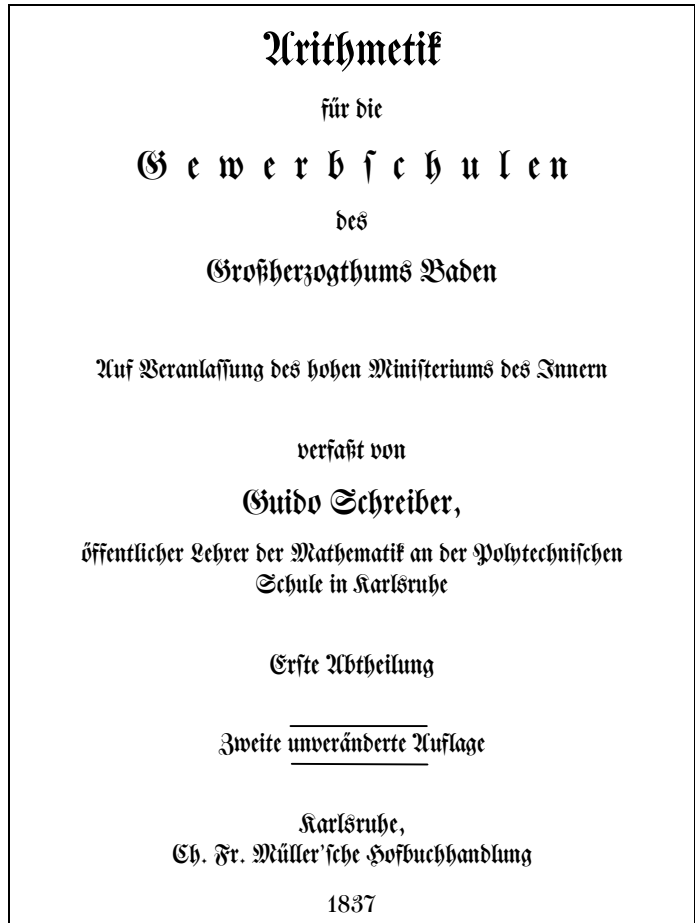 Arithmetik
für die
Gewerbſchulen
des
Großherzogthums Baden
Auf Veranlaſſung des hohen Miniſteriums des Innern
verfaßt von
Guido Schreiber,
öffentlicher Lehrer der Mathematik an der Polytechniſchen
Schule in Karlsruhe
Erſte Abtheilung
Zweite unveränderte Auflage
Karlsruhe,
Ch. Fr. Müller'ſche Hofbuchhandlung
1837